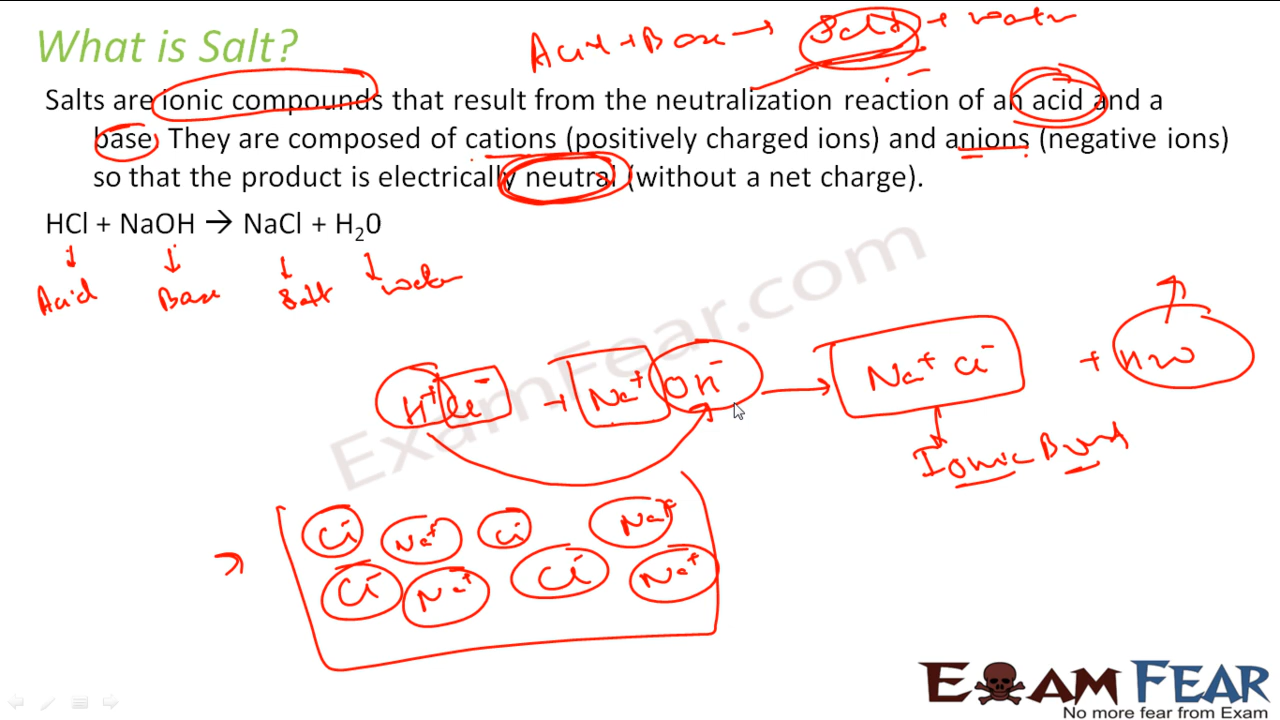 What is Salt?
Acid + Base → Salt + water
Salts are ionic compounds that result from the neutralization reaction of an acid and a
base. They are composed of cations (positively charged ions) and anions (negative ions)
so that the product is electrically neutral (without a net charge).
HCl + NaOH → NaCl + H₂0
Acid Base Salt water
H⁺ Cl⁻ + Na⁺ OH⁻ → Na⁺ Cl⁻ + H2O
Ionic Bond
Cl⁻ Na⁺ Cl⁻ Na⁺
Cl⁻ Na⁺ Cl⁻ Na⁺
ExamFear.com
EXAM FEAR
No more fear from Exam